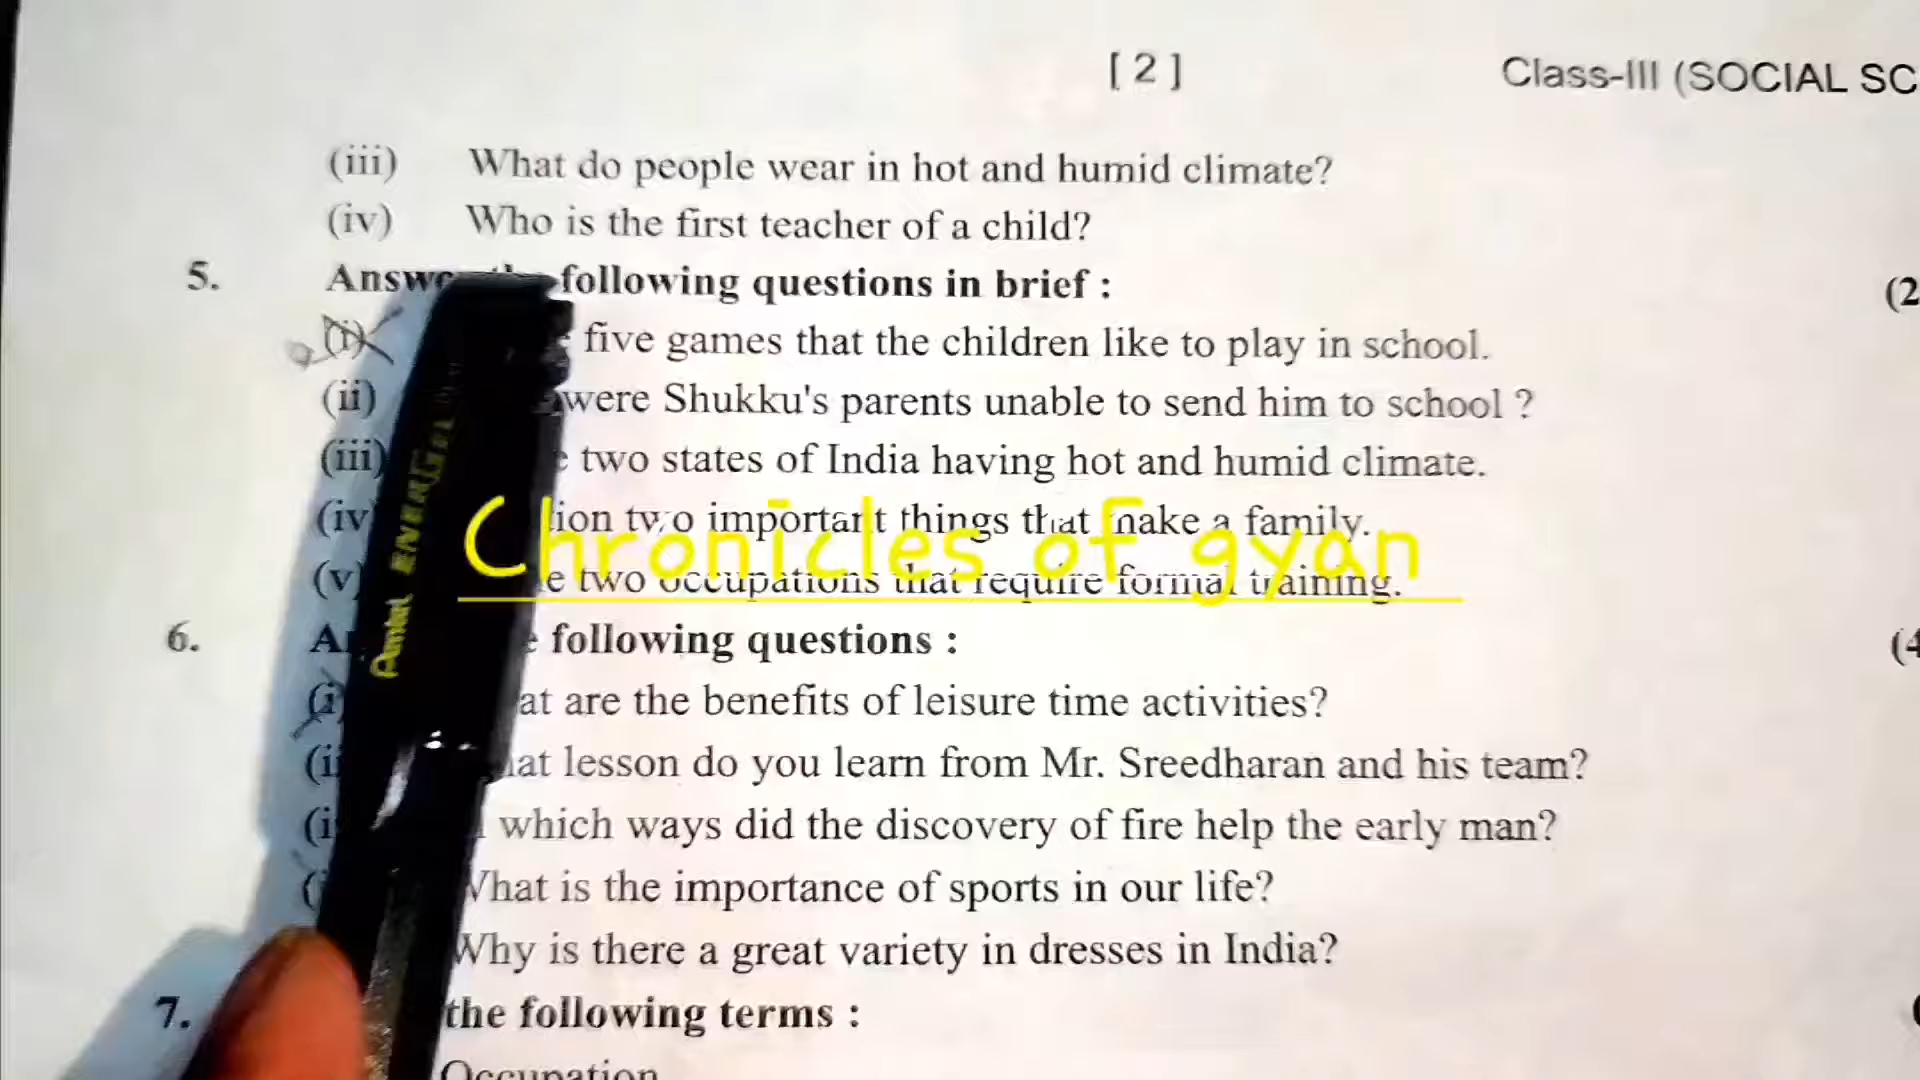 [ 2 ]
Class-III (SOCIAL SC
(iii) What do people wear in hot and humid climate?
(iv) Who is the first teacher of a child?
5. following questions in brief : (2
(i) five games that the children like to play in school.
(ii) were Shukku's parents unable to send him to school ?
(iii) two states of India having hot and humid climate.
(iv tion two important things that make a family.
(v) two occupations that require formal training.
Chronicles of gyan
6. following questions : (4
(i) at are the benefits of leisure time activities?
hat lesson do you learn from Mr. Sreedharan and his team?
which ways did the discovery of fire help the early man?
What is the importance of sports in our life?
Why is there a great variety in dresses in India?
7. the following terms :
Occupation
Pentel ENERGEL